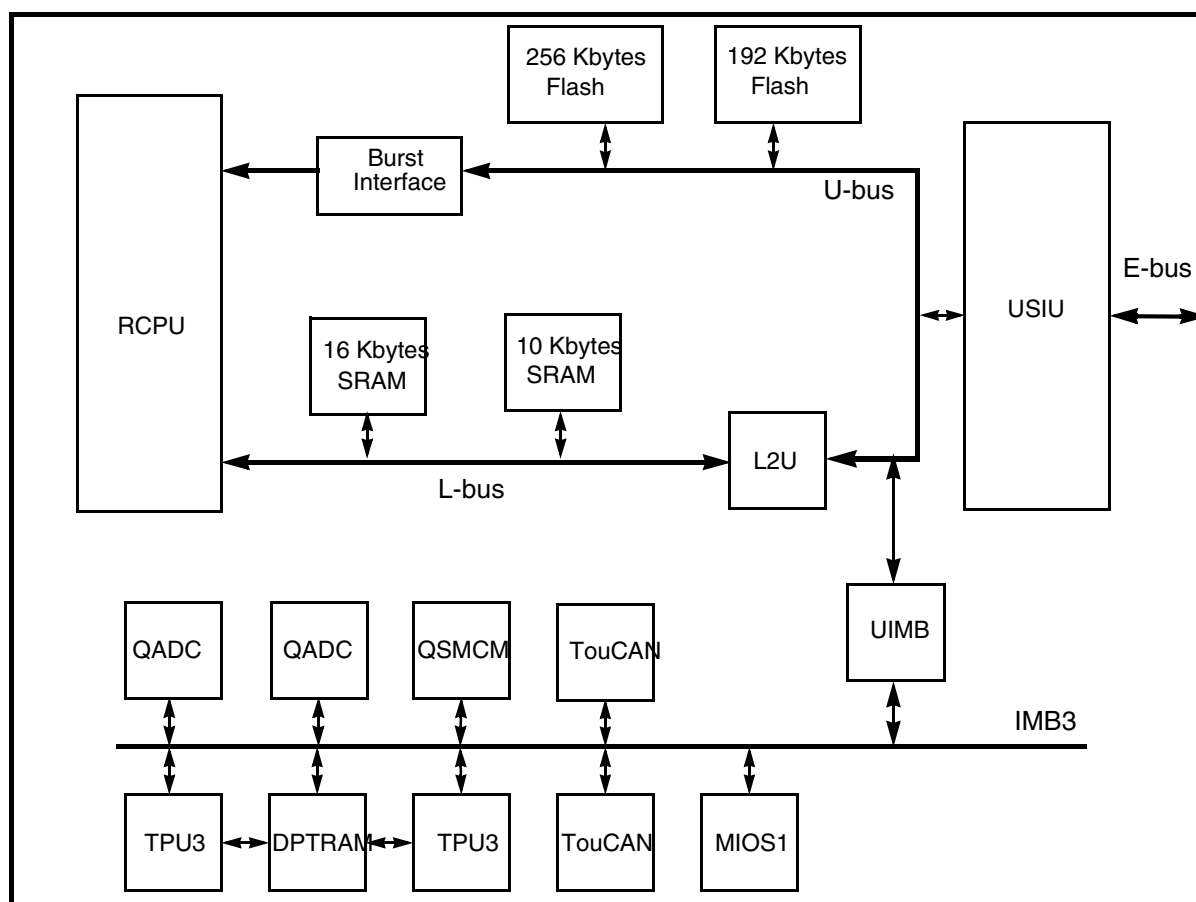 256 Kbytes
Flash
192 Kbytes
Flash
Burst
Interface
U-bus
E-bus
RCPU
USIU
16 Kbytes
SRAM
10 Kbytes
SRAM
L2U
L-bus
UIMB
QADC
QADC
QSMCM
TouCAN
IMB3
TPU3
DPTRAM
TPU3
TouCAN
MIOS1